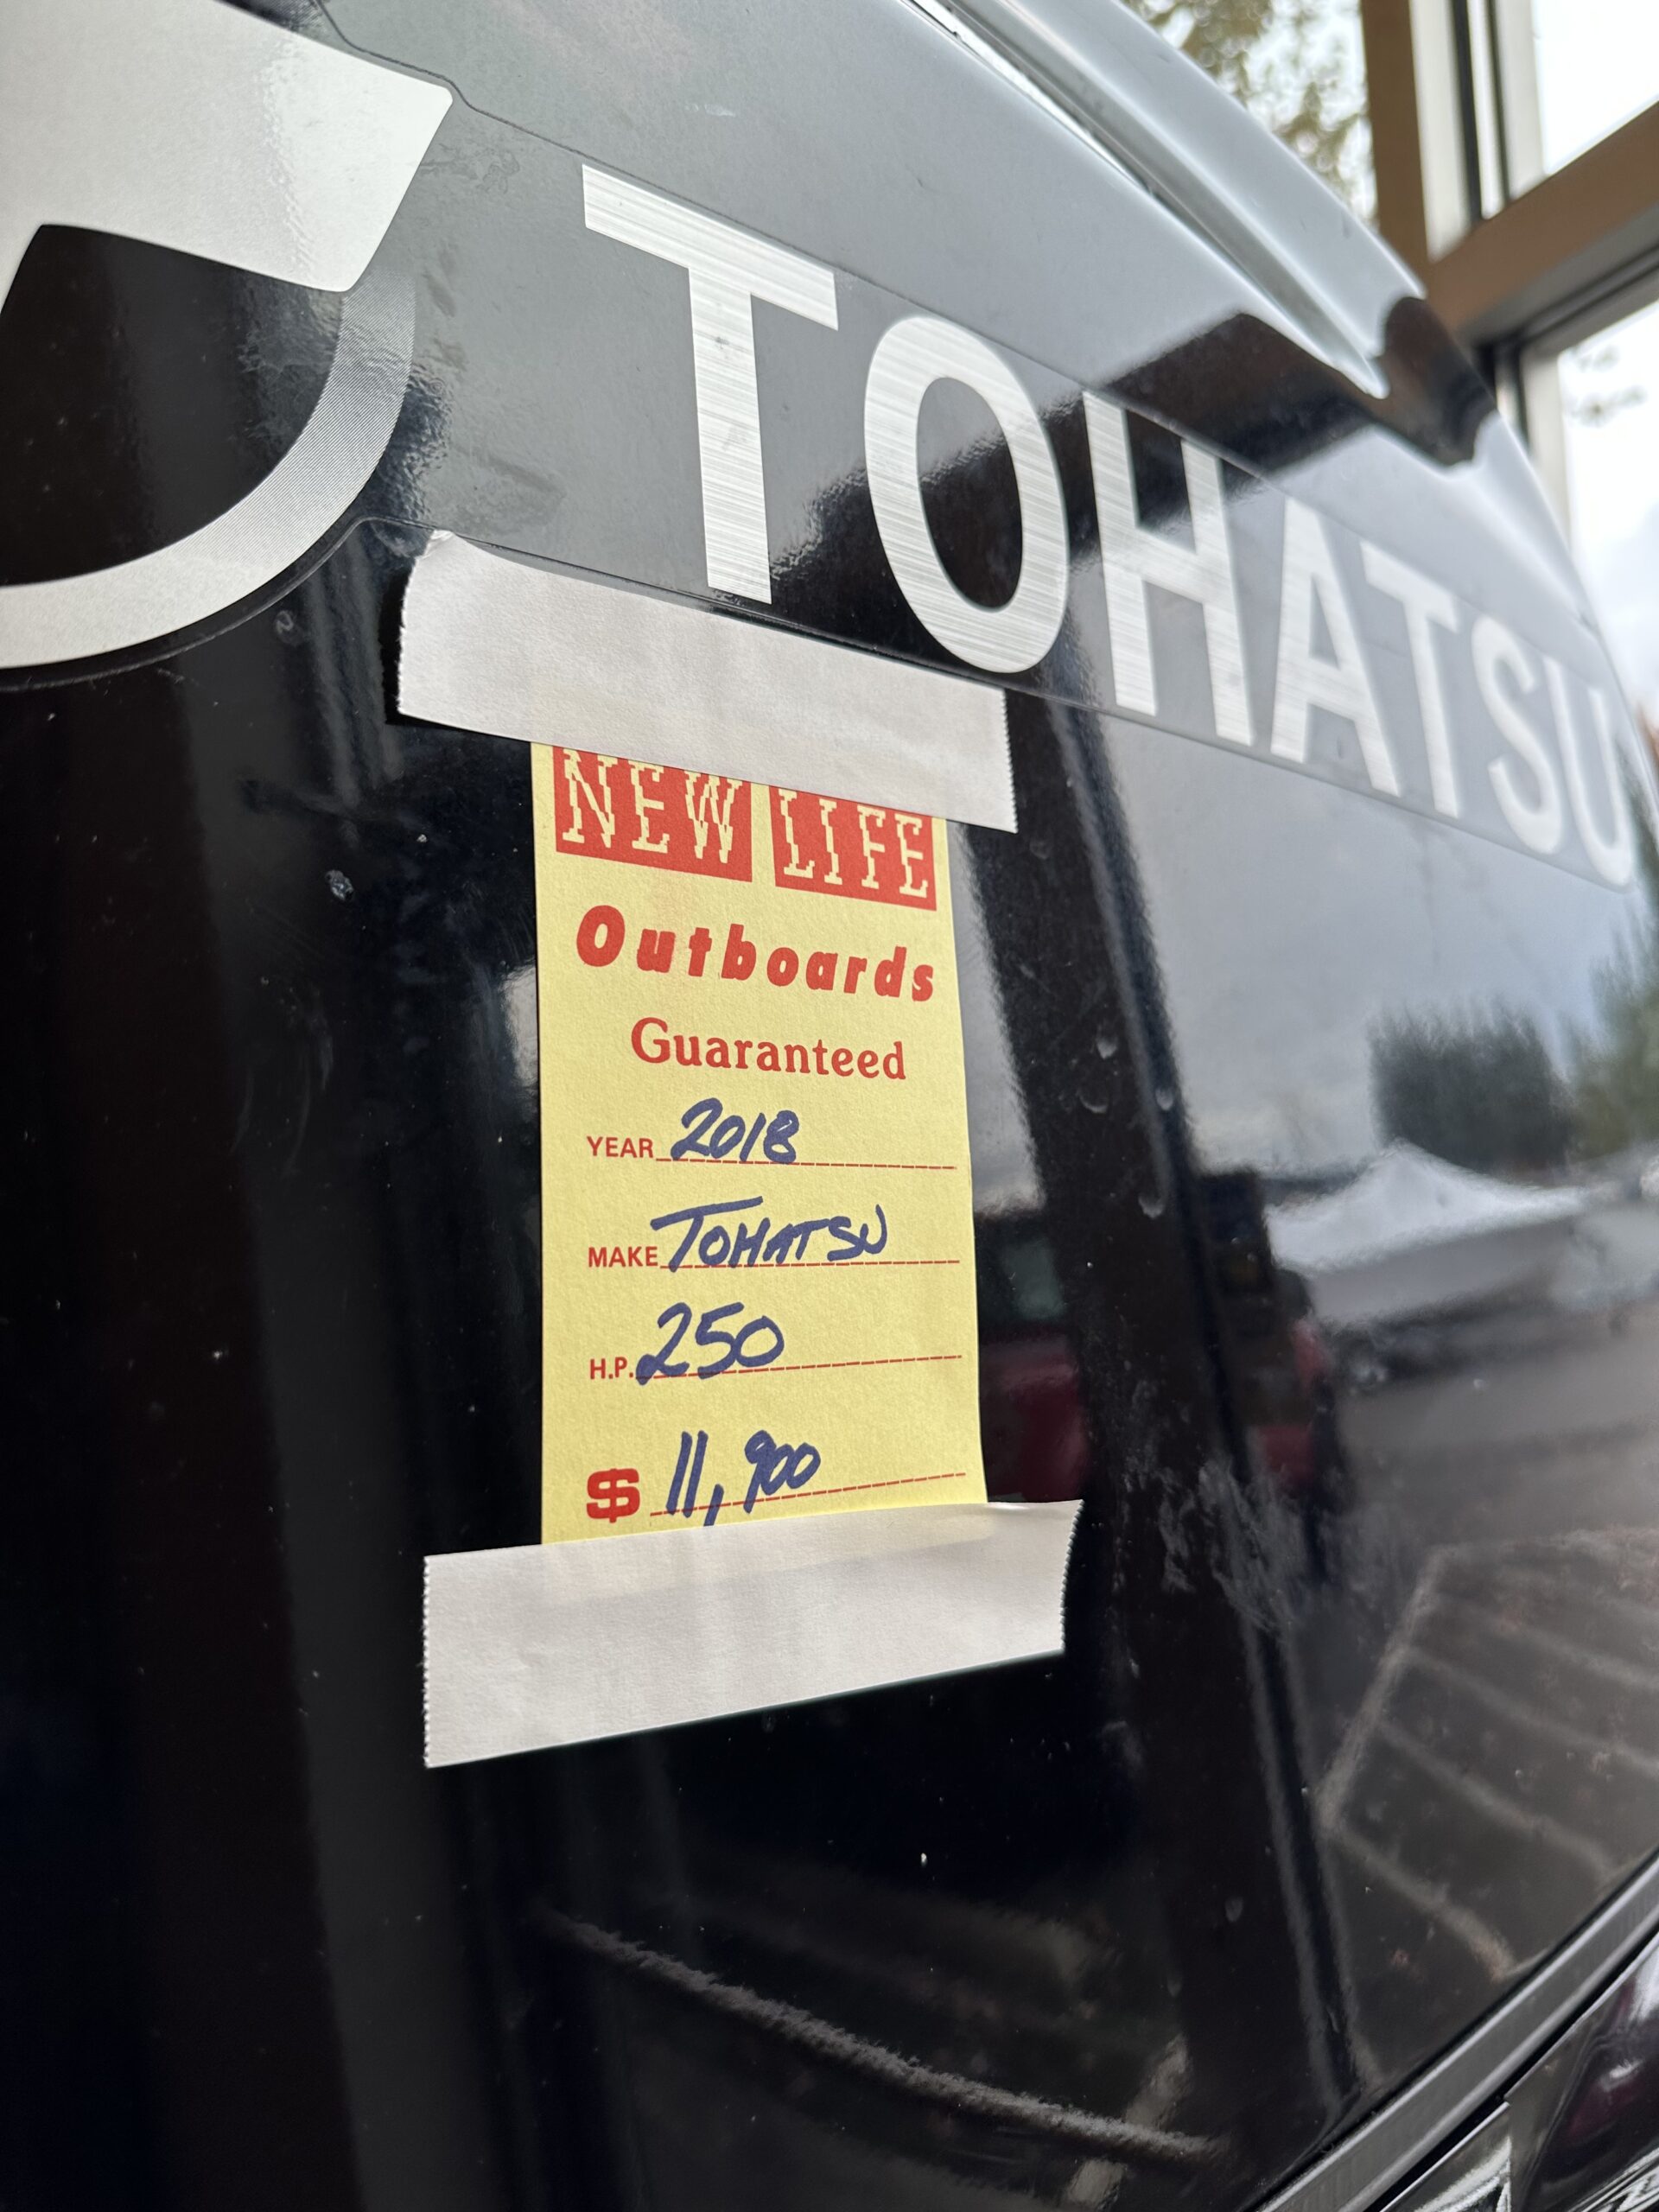 TOHATSU
NEW LIFE
Outboards
Guaranteed
YEAR 2018
MAKE TOHATSU
H.P. 250
$ 11,900